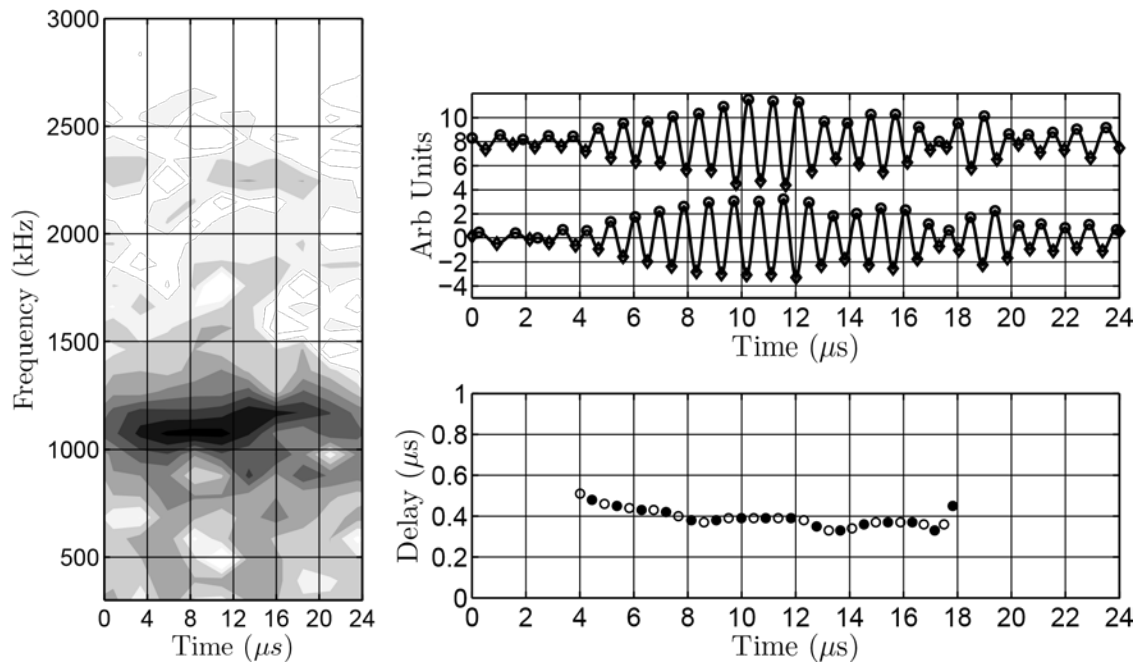 3000
2500
2000
1500
1000
500
Frequency (kHz)
0 4 8 12 16 20 24
Time (μs)
10
8
6
4
2
0
−2
−4
Arb Units
0 2 4 6 8 10 12 14 16 18 20 22 24
Time (μs)
1
0.8
0.6
0.4
0.2
0
Delay (μs)
0 2 4 6 8 10 12 14 16 18 20 22 24
Time (μs)